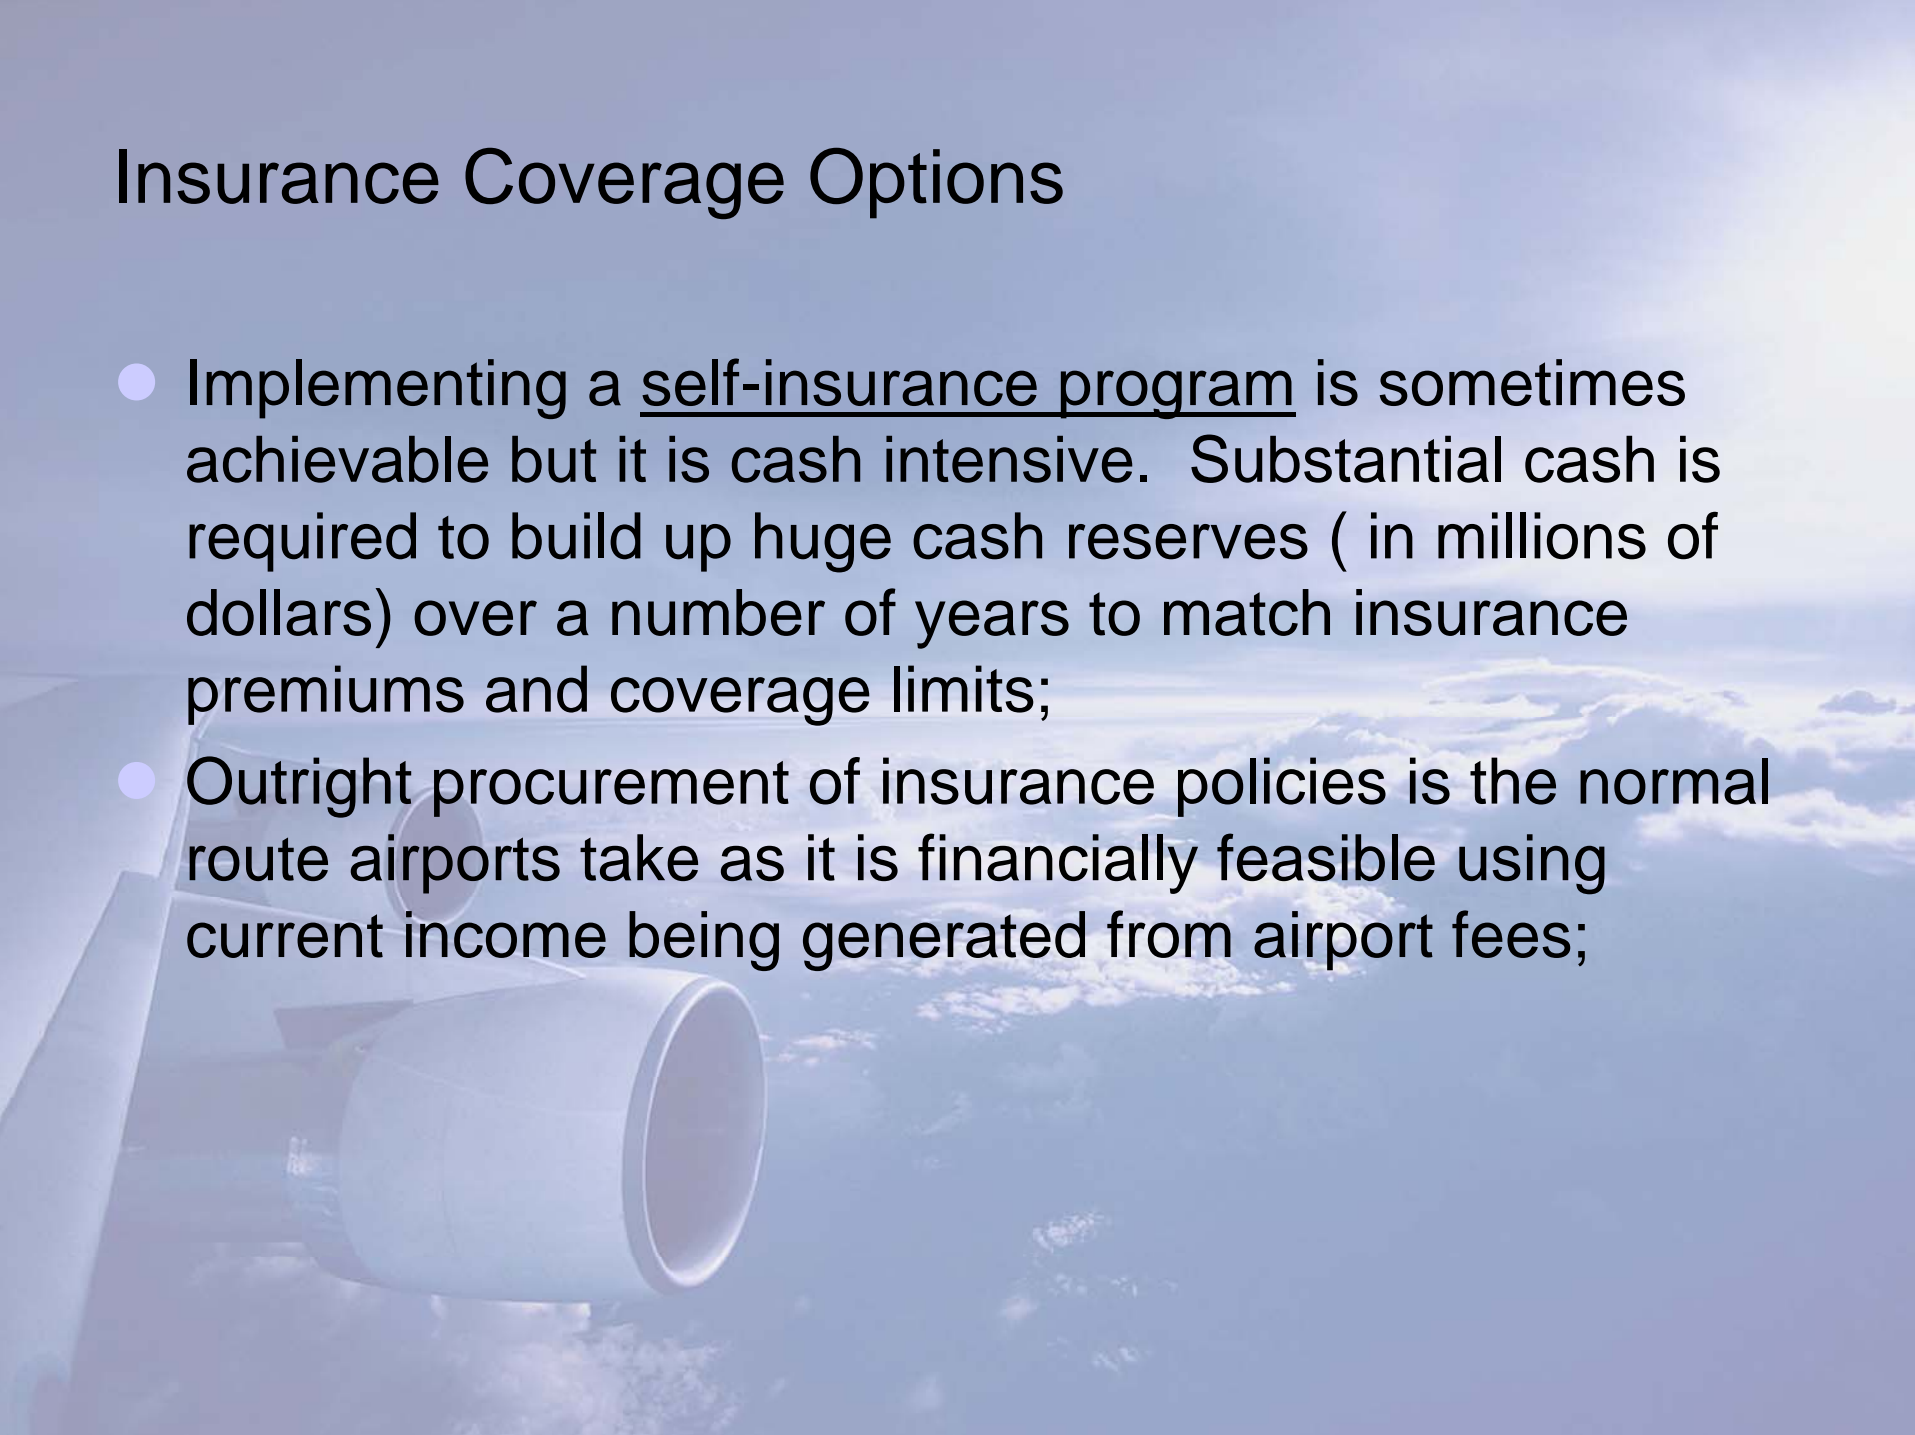 Insurance Coverage Options
Implementing a self-insurance program is sometimes
achievable but it is cash intensive.  Substantial cash is
required to build up huge cash reserves ( in millions of
dollars) over a number of years to match insurance
premiums and coverage limits;
Outright procurement of insurance policies is the normal
route airports take as it is financially feasible using
current income being generated from airport fees;